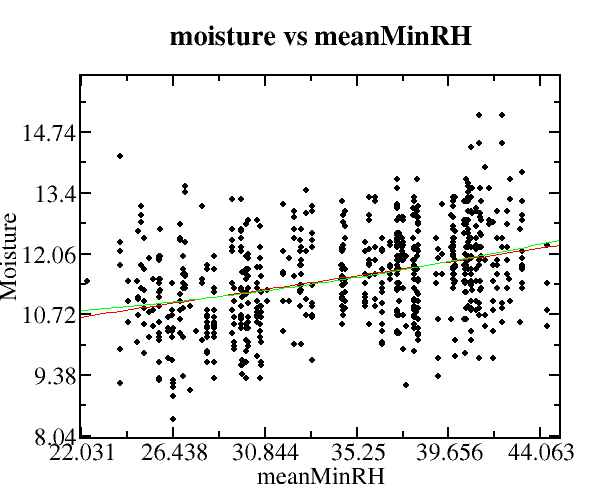 moisture vs meanMinRH
Moisture
14.74
13.4
12.06
10.72
9.38
8.04
22.031 26.438 30.844 35.25 39.656 44.063
meanMinRH